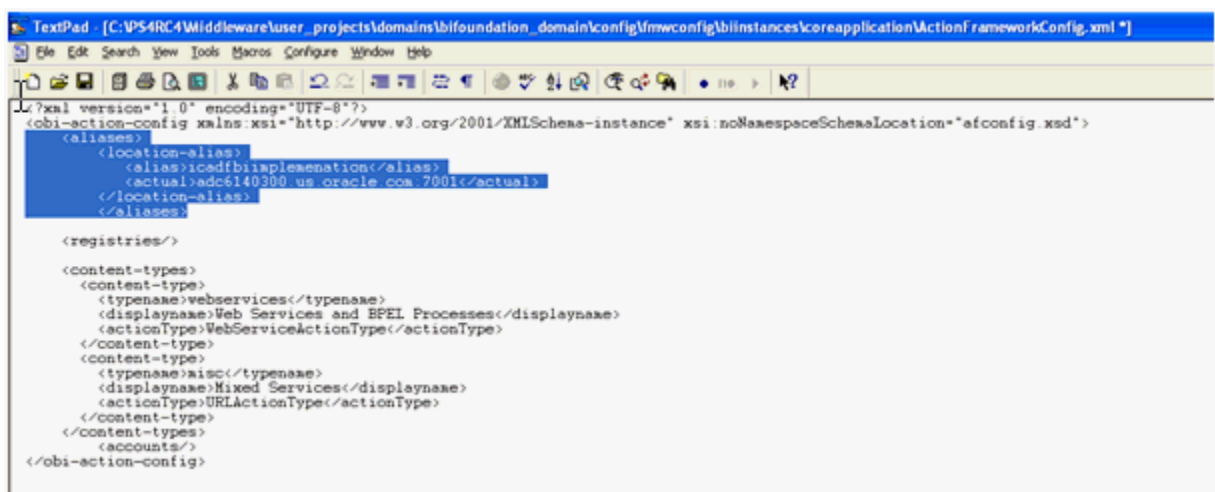 TextPad - [C:\PS4RC4\Middleware\user_projects\domains\bifoundation_domain\config\fmwconfig\biinstances\coreapplication\ActionFrameworkConfig.xml *]
File Edit Search View Tools Macros Configure Window Help
<?xml version="1.0" encoding="UTF-8"?>
<obi-action-config xmlns:xsi="http://www.w3.org/2001/XMLSchema-instance" xsi:noNamespaceSchemaLocation="afconfig.xsd">
<aliases>
<location-alias>
<alias>icadfbiimplemenation</alias>
<actual>adc6140300.us.oracle.com:7001</actual>
</location-alias>
</aliases>
<registries/>
<content-types>
<content-type>
<typename>webservices</typename>
<displayname>Web Services and BPEL Processes</displayname>
<actionType>WebServiceActionType</actionType>
</content-type>
<content-type>
<typename>misc</typename>
<displayname>Mixed Services</displayname>
<actionType>URLActionType</actionType>
</content-type>
</content-types>
<accounts/>
</obi-action-config>